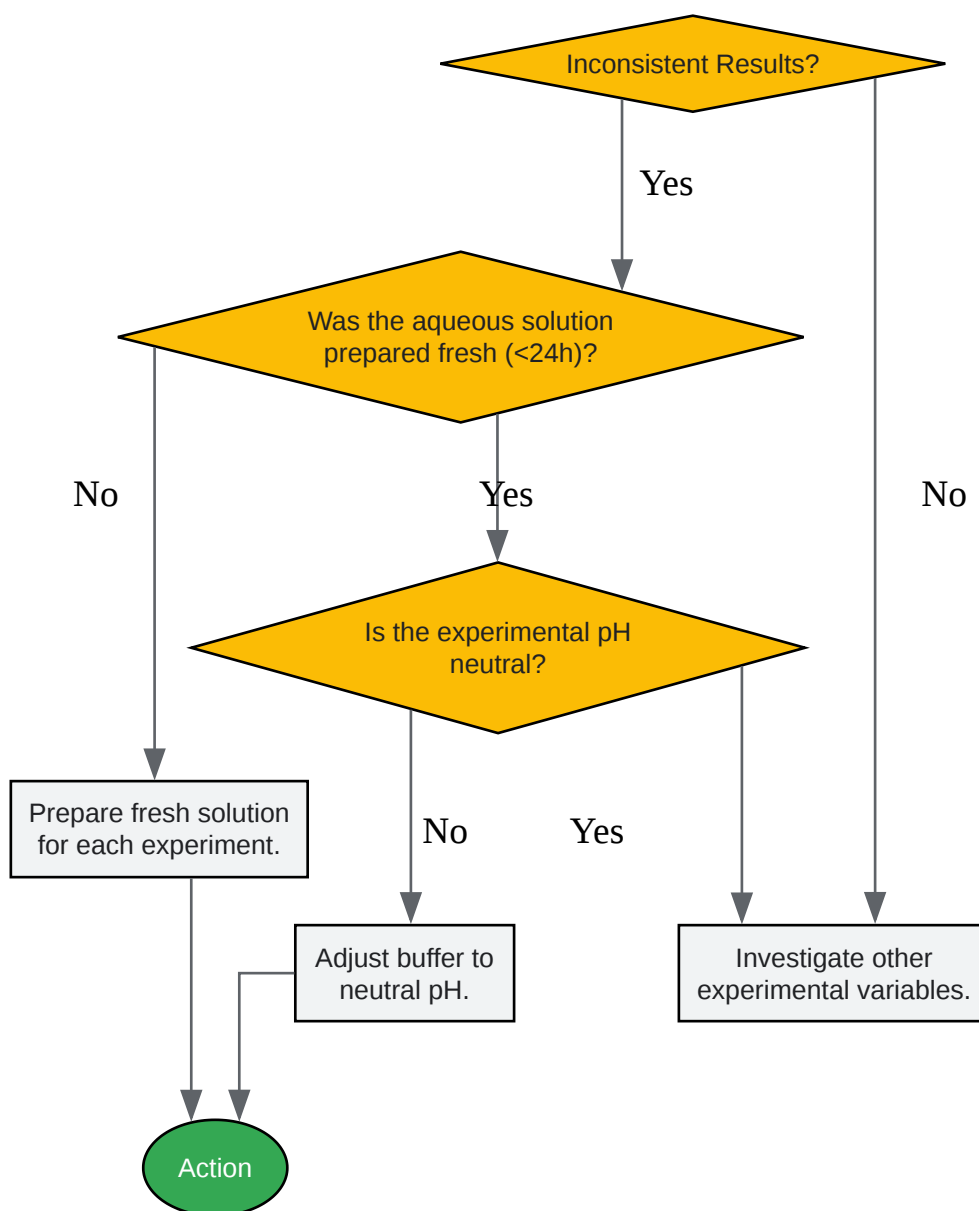 Inconsistent Results?
Yes
Was the aqueous solution
prepared fresh (<24h)?
No
Yes
No
Is the experimental pH
neutral?
Prepare fresh solution
for each experiment.
No
Yes
Adjust buffer to
neutral pH.
Investigate other
experimental variables.
Action